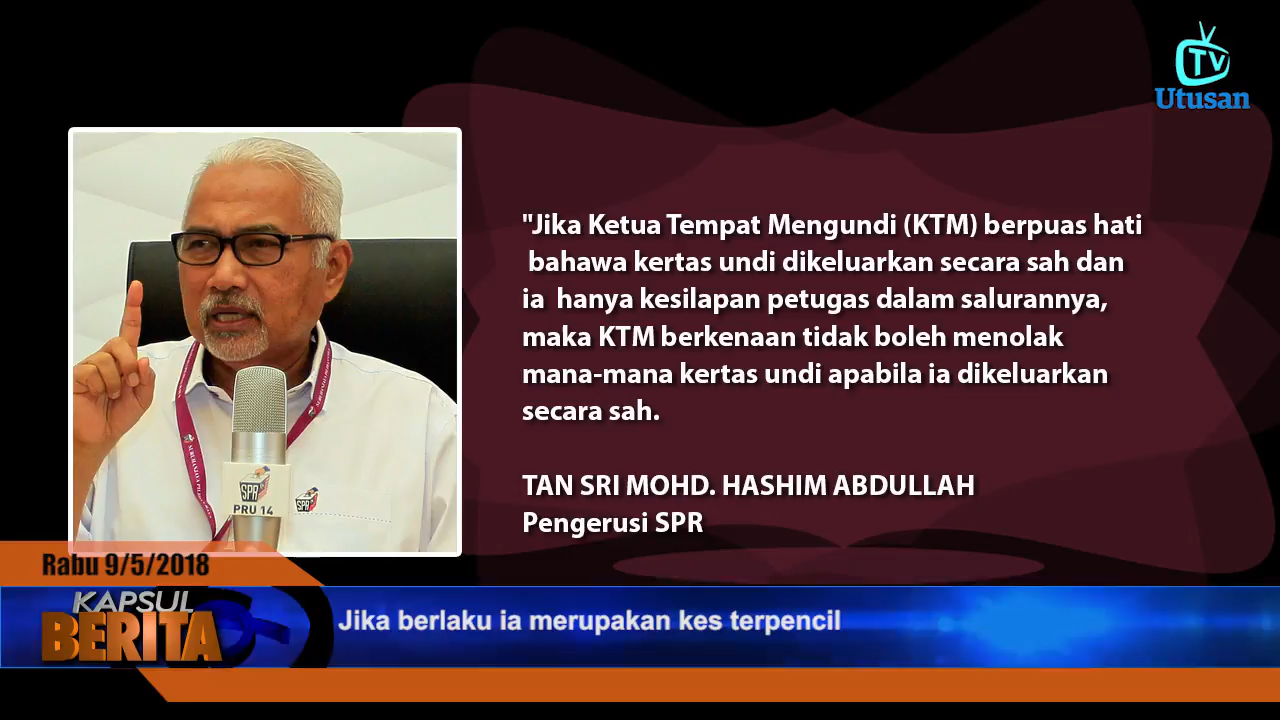 TV
Utusan
"Jika Ketua Tempat Mengundi (KTM) berpuas hati
bahawa kertas undi dikeluarkan secara sah dan
ia hanya kesilapan petugas dalam salurannya,
maka KTM berkenaan tidak boleh menolak
mana-mana kertas undi apabila ia dikeluarkan
secara sah.
TAN SRI MOHD. HASHIM ABDULLAH
Pengerusi SPR
SPR
PRU 14
SPR
Rabu 9/5/2018
KAPSUL
BERITA
Jika berlaku ia merupakan kes terpencil